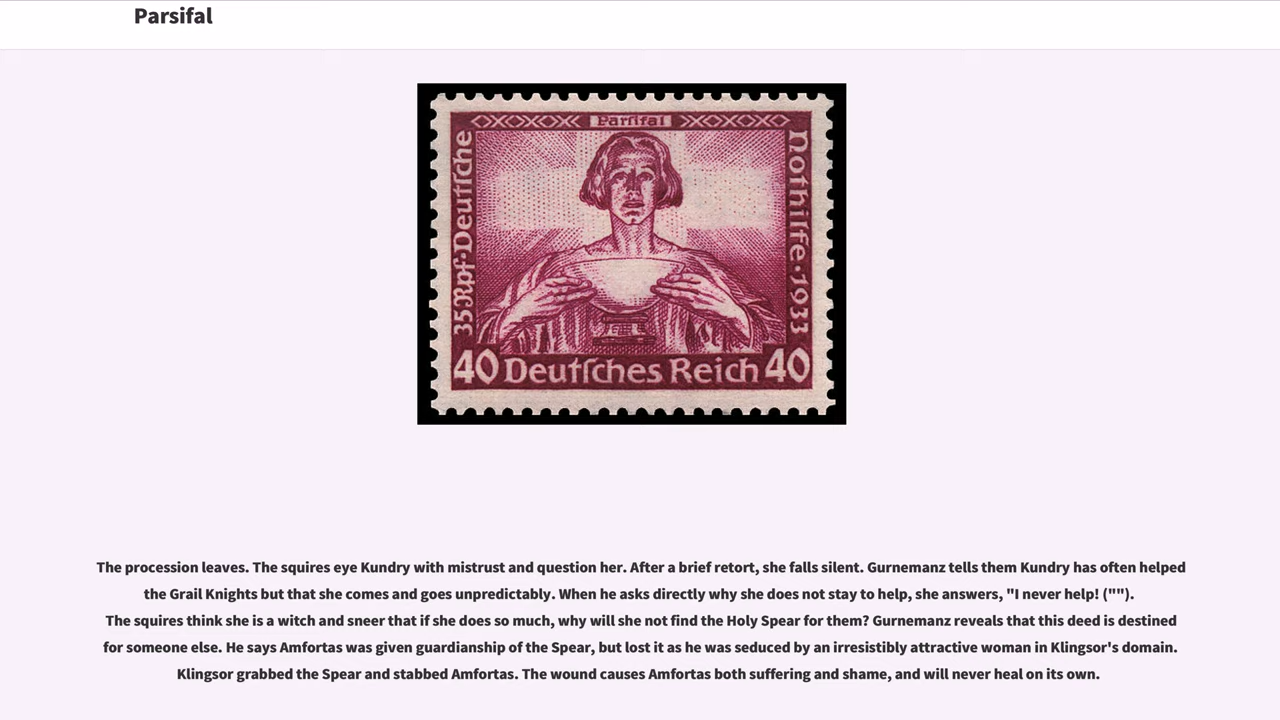 Parsifal
Parſifal
35Rpf·Deutſche
Nothilfe·1933
40 Deutſches Reich 40
The procession leaves. The squires eye Kundry with mistrust and question her. After a brief retort, she falls silent. Gurnemanz tells them Kundry has often helped
the Grail Knights but that she comes and goes unpredictably. When he asks directly why she does not stay to help, she answers, "I never help! ("").
The squires think she is a witch and sneer that if she does so much, why will she not find the Holy Spear for them? Gurnemanz reveals that this deed is destined
for someone else. He says Amfortas was given guardianship of the Spear, but lost it as he was seduced by an irresistibly attractive woman in Klingsor's domain.
Klingsor grabbed the Spear and stabbed Amfortas. The wound causes Amfortas both suffering and shame, and will never heal on its own.